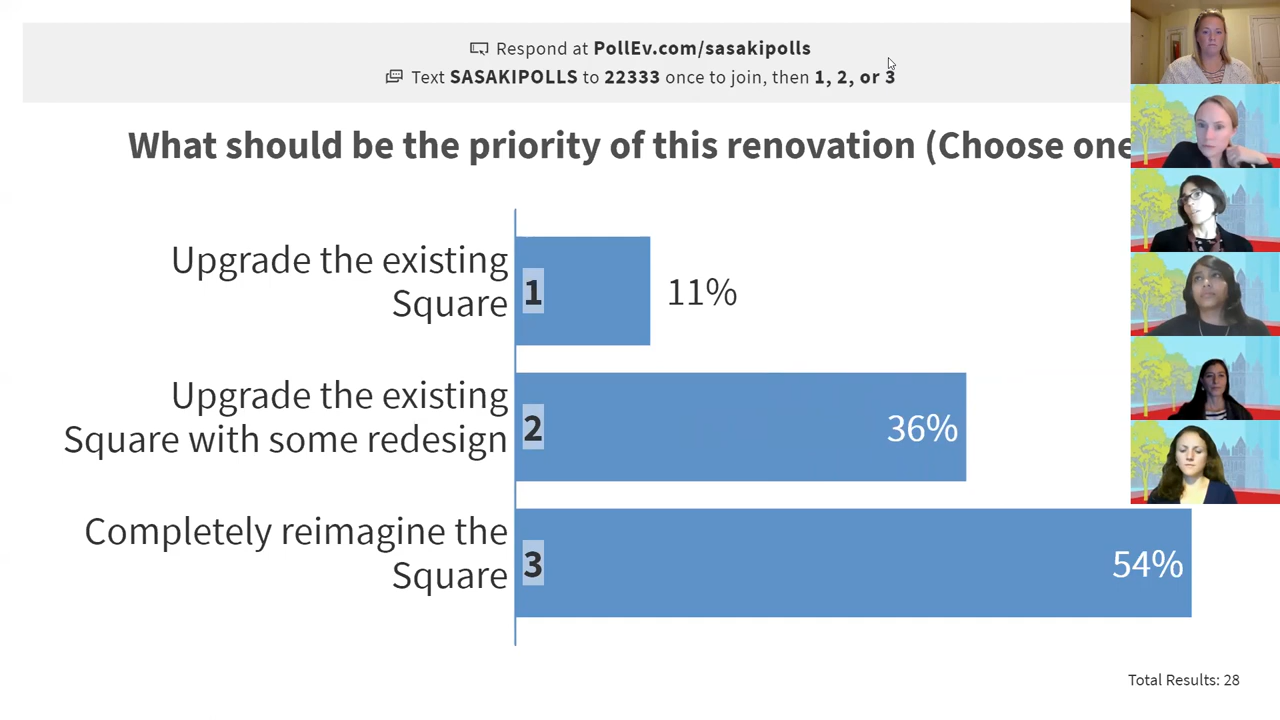 Respond at PollEv.com/sasakipolls
Text SASAKIPOLLS to 22333 once to join, then 1, 2, or 3
What should be the priority of this renovation (Choose one
Upgrade the existing
Square
1
11%
Upgrade the existing
Square with some redesign
2
36%
Completely reimagine the
Square
3
54%
Total Results: 28